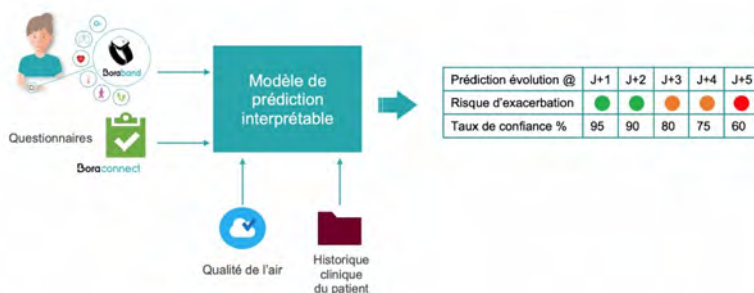 Boraband
Questionnaires
Boraconnect
Modèle de
prédiction
interprétable
Qualité de l'air
Historique
clinique
du patient
Prédiction évolution @ J+1 J+2 J+3 J+4 J+5
Risque d'exacerbation
Taux de confiance % 95 90 80 75 60